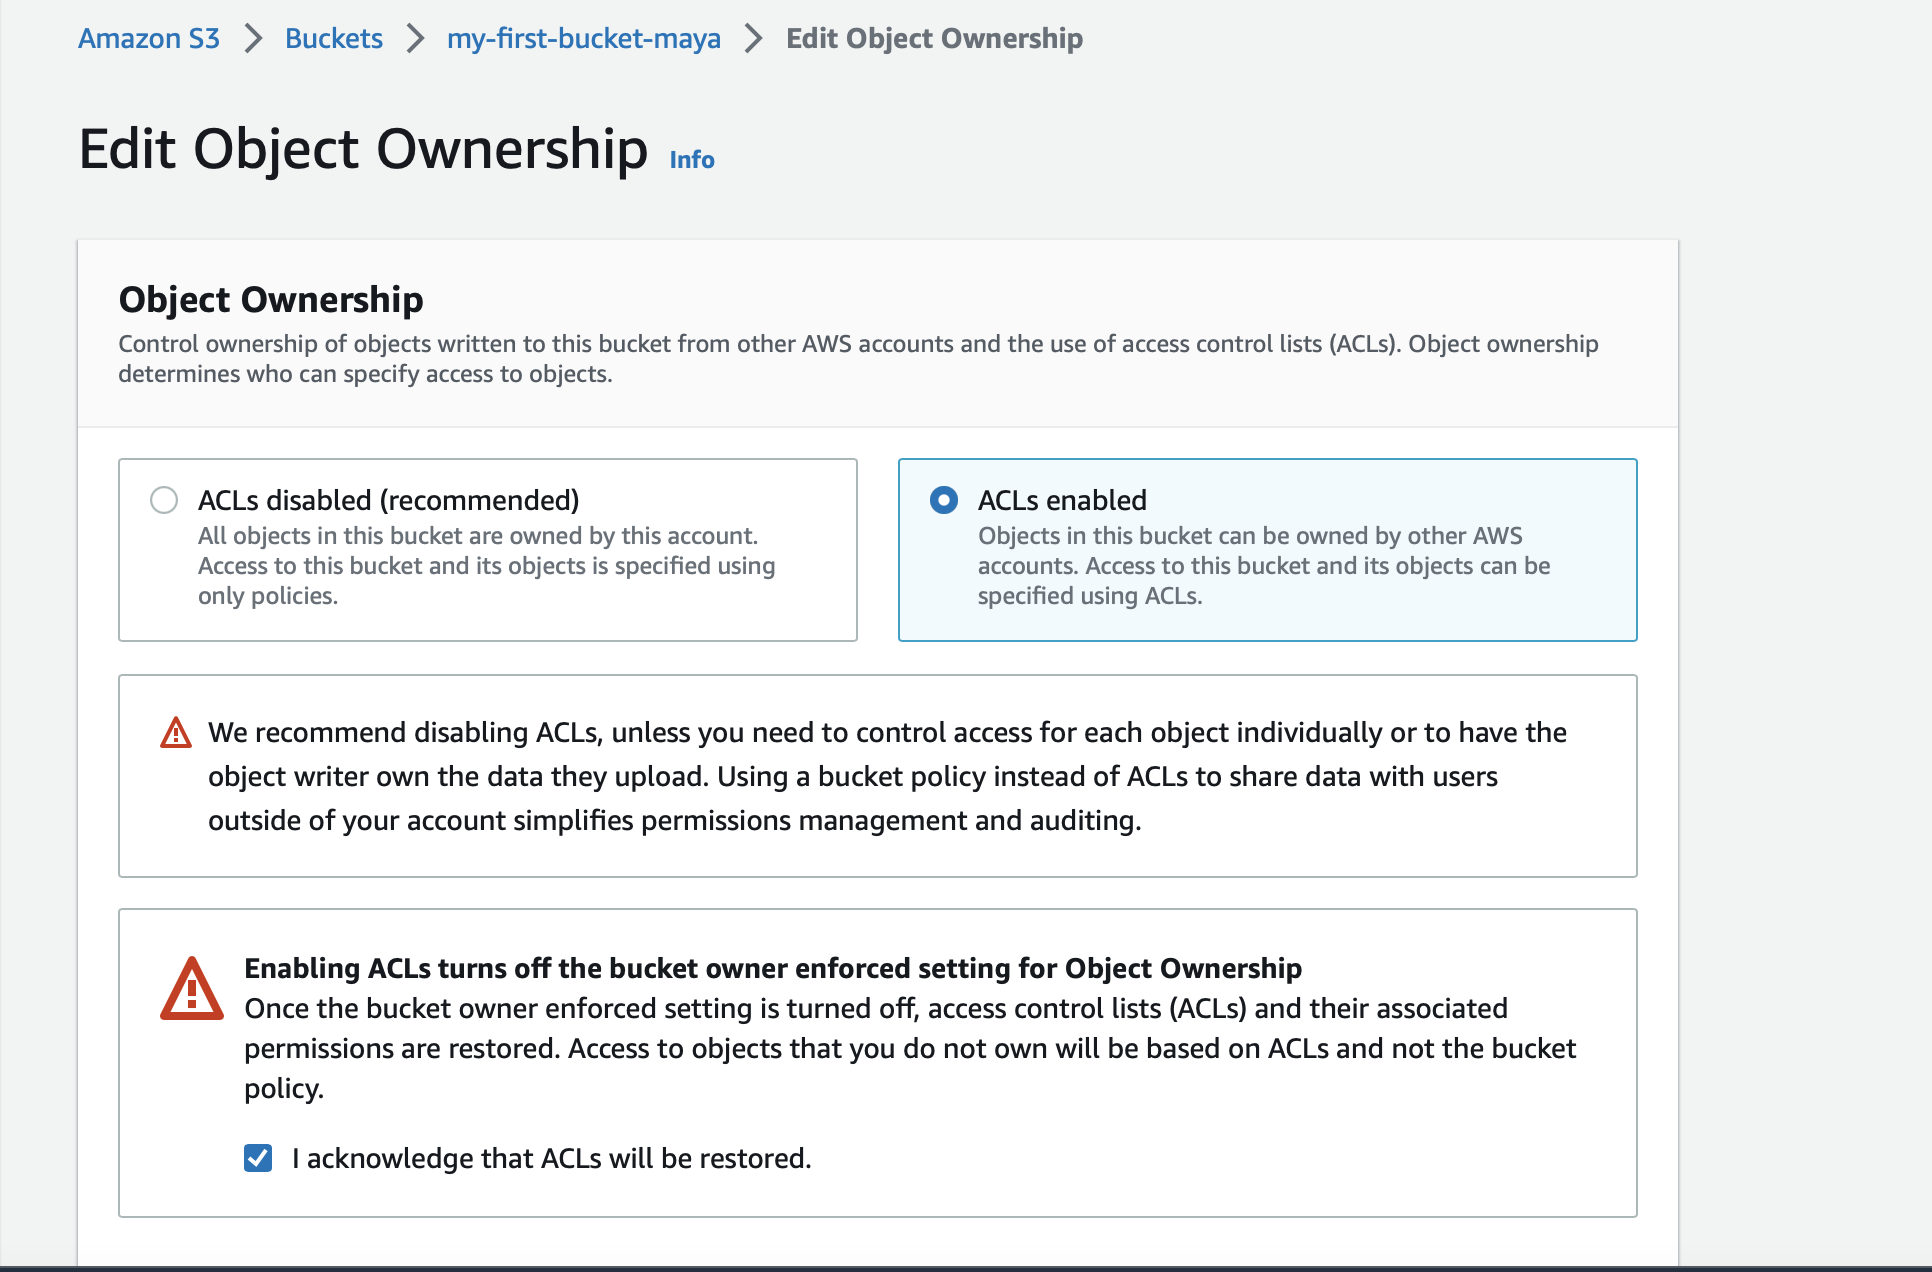 Amazon S3 > Buckets > my-first-bucket-maya > Edit Object Ownership
Edit Object Ownership Info
Object Ownership
Control ownership of objects written to this bucket from other AWS accounts and the use of access control lists (ACLs). Object ownership
determines who can specify access to objects.
ACLs disabled (recommended)
All objects in this bucket are owned by this account.
Access to this bucket and its objects is specified using
only policies.
ACLs enabled
Objects in this bucket can be owned by other AWS
accounts. Access to this bucket and its objects can be
specified using ACLs.
We recommend disabling ACLs, unless you need to control access for each object individually or to have the
object writer own the data they upload. Using a bucket policy instead of ACLs to share data with users
outside of your account simplifies permissions management and auditing.
Enabling ACLs turns off the bucket owner enforced setting for Object Ownership
Once the bucket owner enforced setting is turned off, access control lists (ACLs) and their associated
permissions are restored. Access to objects that you do not own will be based on ACLs and not the bucket
policy.
I acknowledge that ACLs will be restored.